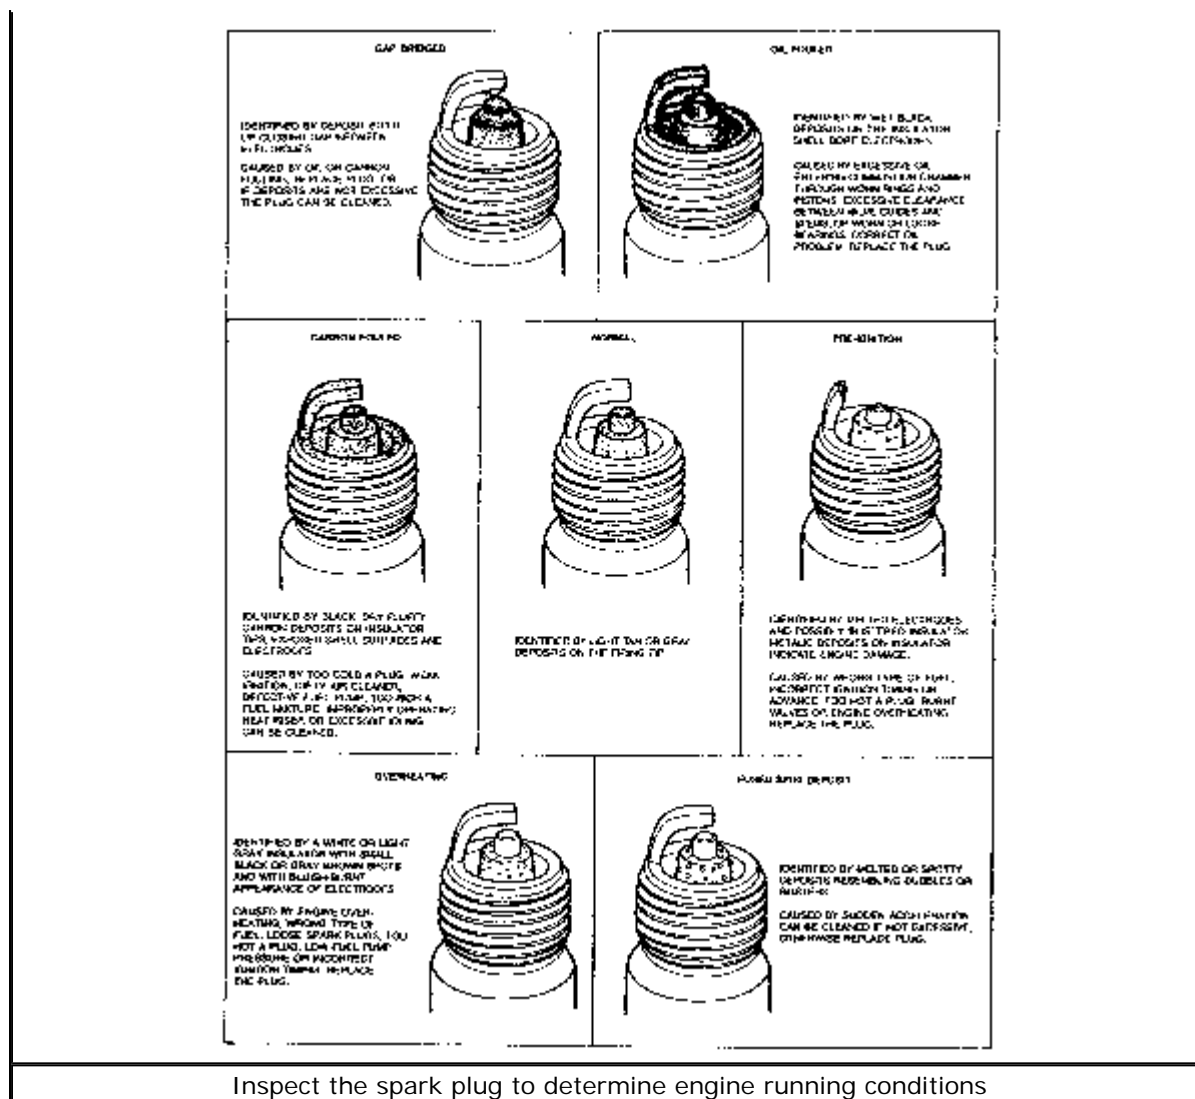 GAP BRIDGED
IDENTIFIED BY DEPOSIT
CLOSING GAP BETWEEN
ELECTRODES
CAUSED BY OIL OR CARBON
FOULING. REPLACE PLUG OR
IF DEPOSITS ARE NOT EXCESSIVE
THE PLUG CAN BE CLEANED.
OIL FOULED
IDENTIFIED BY WET BLACK
DEPOSITS ON THE INSULATOR
SHELL BORE ELECTRODES
CAUSED BY EXCESSIVE OIL
ENTERING COMBUSTION CHAMBER
THROUGH WORN RINGS AND
PISTONS, EXCESSIVE CLEARANCE
BETWEEN VALVE GUIDES AND
STEMS, OR WORN OR LOOSE
BEARINGS. CORRECT OIL
PROBLEM. REPLACE THE PLUG
CARBON FOULED
IDENTIFIED BY BLACK, DRY FLUFFY
CARBON DEPOSITS ON INSULATOR
TIPS, EXPOSED SHELL SURFACES AND
ELECTRODES
CAUSED BY TOO COLD A PLUG, WEAK
IGNITION, DIRTY AIR CLEANER,
DEFECTIVE FUEL PUMP, TOO RICH A
FUEL MIXTURE, IMPROPERLY OPERATING
HEAT RISER OR EXCESSIVE IDLING
CAN BE CLEANED.
NORMAL
IDENTIFIED BY LIGHT TAN OR GRAY
DEPOSITS ON THE FIRING TIP
PRE-IGNITION
IDENTIFIED BY MELTED ELECTRODES
AND POSSIBLY BLISTERED INSULATOR
METALLIC DEPOSITS ON INSULATOR
INDICATE ENGINE DAMAGE.
CAUSED BY WRONG TYPE OF FUEL,
INCORRECT IGNITION TIMING OR
ADVANCE, TOO HOT A PLUG, BURNT
VALVES OR ENGINE OVERHEATING
REPLACE THE PLUG.
OVERHEATING
IDENTIFIED BY A WHITE OR LIGHT
GRAY INSULATOR WITH SMALL
BLACK OR GRAY BROWN SPOTS
AND WITH BLUISH-BURNT
APPEARANCE OF ELECTRODES
CAUSED BY ENGINE OVER-
HEATING, WRONG TYPE OF
FUEL, LOOSE SPARK PLUGS, TOO
HOT A PLUG, LOW FUEL PUMP
PRESSURE OR INCORRECT
IGNITION TIMING. REPLACE
THE PLUG.
FUSED SPOT DEPOSIT
IDENTIFIED BY MELTED OR SPOTTY
DEPOSITS RESEMBLING BUBBLES OR
BLISTERS
CAUSED BY SUDDEN ACCELERATION
CAN BE CLEANED IF NOT EXCESSIVE,
OTHERWISE REPLACE PLUG.
Inspect the spark plug to determine engine running conditions